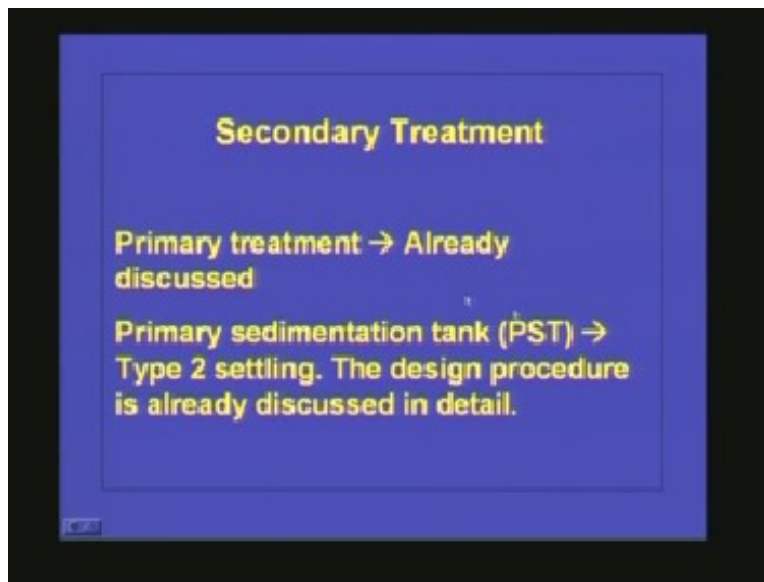 Secondary Treatment
Primary treatment → Already
discussed
Primary sedimentation tank (PST) →
Type 2 settling. The design procedure
is already discussed in detail.